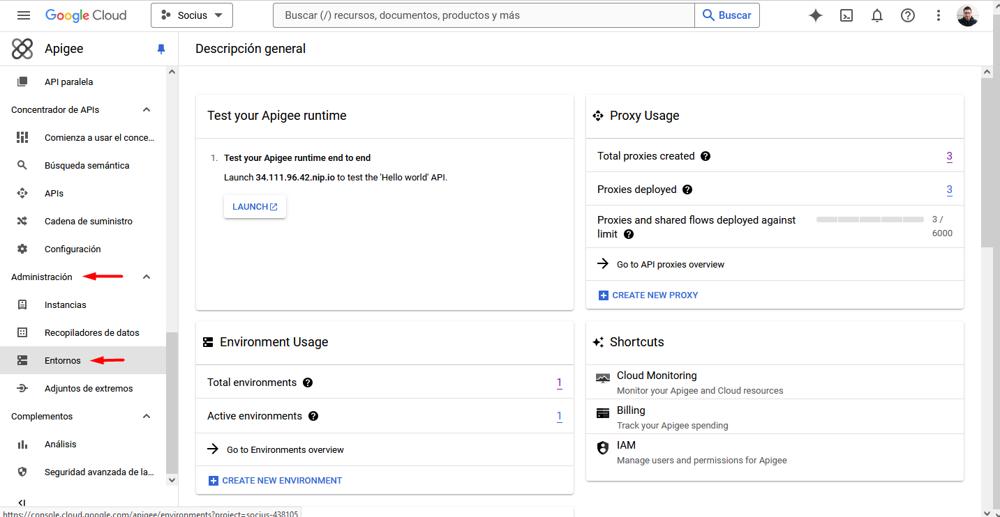 Google Cloud
Socius
Buscar (/) recursos, documentos, productos y más
Buscar
Apigee
Descripción general
API paralela
Concentrador de APIs
Comienza a usar el conce...
Búsqueda semántica
APIs
Cadena de suministro
Configuración
Administración
Instancias
Recopiladores de datos
Entornos
Adjuntos de extremos
Complementos
Análisis
Seguridad avanzada de la...
Test your Apigee runtime
1. Test your Apigee runtime end to end
Launch 34.111.96.42.nip.io to test the 'Hello world' API.
LAUNCH
Proxy Usage
Total proxies created 3
Proxies deployed 3
Proxies and shared flows deployed against
limit
3 /
6000
Go to API proxies overview
CREATE NEW PROXY
Environment Usage
Total environments 1
Active environments 1
Go to Environments overview
CREATE NEW ENVIRONMENT
Shortcuts
Cloud Monitoring
Monitor your Apigee and Cloud resources
Billing
Track your Apigee spending
IAM
Manage users and permissions for Apigee
https://console.cloud.google.com/apigee/environments?project=socius-438105